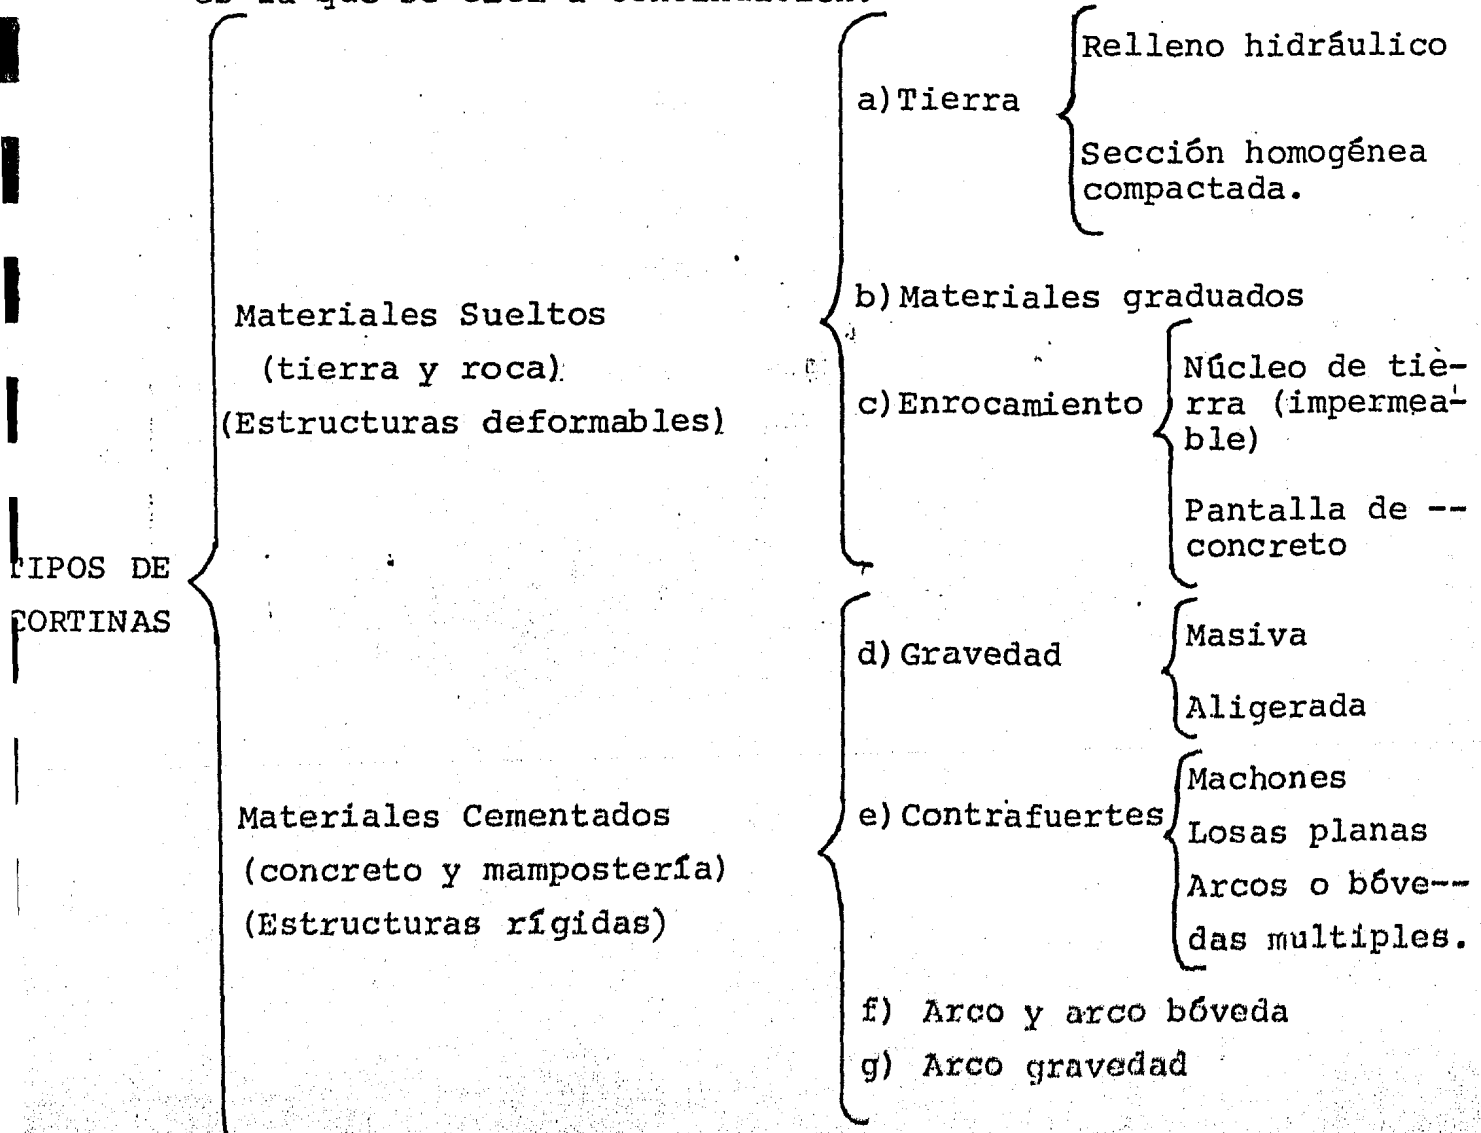 Relleno hidráulico
a) Tierra
Sección homogénea
compactada.
b) Materiales graduados
Materiales Sueltos
(tierra y roca)
(Estructuras deformables)
c) Enrocamiento
Núcleo de tie-
rra (impermea-
ble)
Pantalla de --
concreto
TIPOS DE
CORTINAS
d) Gravedad
Masiva
Aligerada
Materiales Cementados
(concreto y mampostería)
(Estructuras rígidas)
e) Contrafuertes
Machones
Losas planas
Arcos o bóve--
das multiples.
f) Arco y arco bóveda
g) Arco gravedad